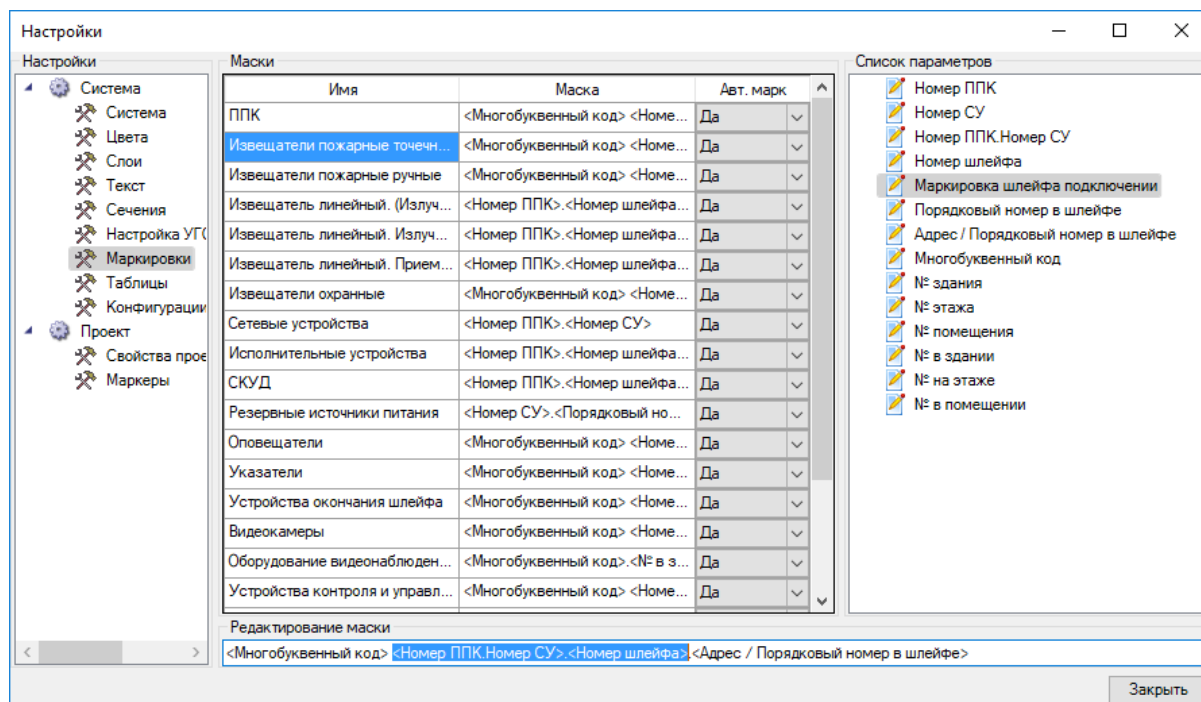 Настройки
Настройки
Система
Система
Цвета
Слои
Текст
Сечения
Настройка УГ
Маркировки
Таблицы
Конфигурации
Проект
Свойства прое
Маркеры
Маски
Имя Маска Авт. марк
ППК <Многобуквенный код> <Номе... Да
Извещатели пожарные точечн... <Многобуквенный код> <Номе... Да
Извещатели пожарные ручные <Многобуквенный код> <Номе... Да
Извещатель линейный. (Излуч... <Номер ППК>.<Номер шлейфа... Да
Извещатель линейный. Излуч... <Номер ППК>.<Номер шлейфа... Да
Извещатель линейный. Прием... <Номер ППК>.<Номер шлейфа... Да
Извещатели охранные <Многобуквенный код> <Номе... Да
Сетевые устройства <Номер ППК>.<Номер СУ> Да
Исполнительные устройства <Номер ППК>.<Номер шлейфа... Да
СКУД <Номер ППК>.<Номер шлейфа... Да
Резервные источники питания <Номер СУ>.<Порядковый но... Да
Оповещатели <Многобуквенный код> <Номе... Да
Указатели <Многобуквенный код> <Номе... Да
Устройства окончания шлейфа <Многобуквенный код> <Номе... Да
Видеокамеры <Многобуквенный код> <Номе... Да
Оборудование видеонаблюден... <Многобуквенный код>.<№ в з... Да
Устройства контроля и управл... <Многобуквенный код> <Номе... Да
Список параметров
Номер ППК
Номер СУ
Номер ППК.Номер СУ
Номер шлейфа
Маркировка шлейфа подключении
Порядковый номер в шлейфе
Адрес / Порядковый номер в шлейфе
Многобуквенный код
№ здания
№ этажа
№ помещения
№ в здании
№ на этаже
№ в помещении
Редактирование маски
<Многобуквенный код> <Номер ППК.Номер СУ>.<Номер шлейфа>.<Адрес / Порядковый номер в шлейфе>
Закрыть